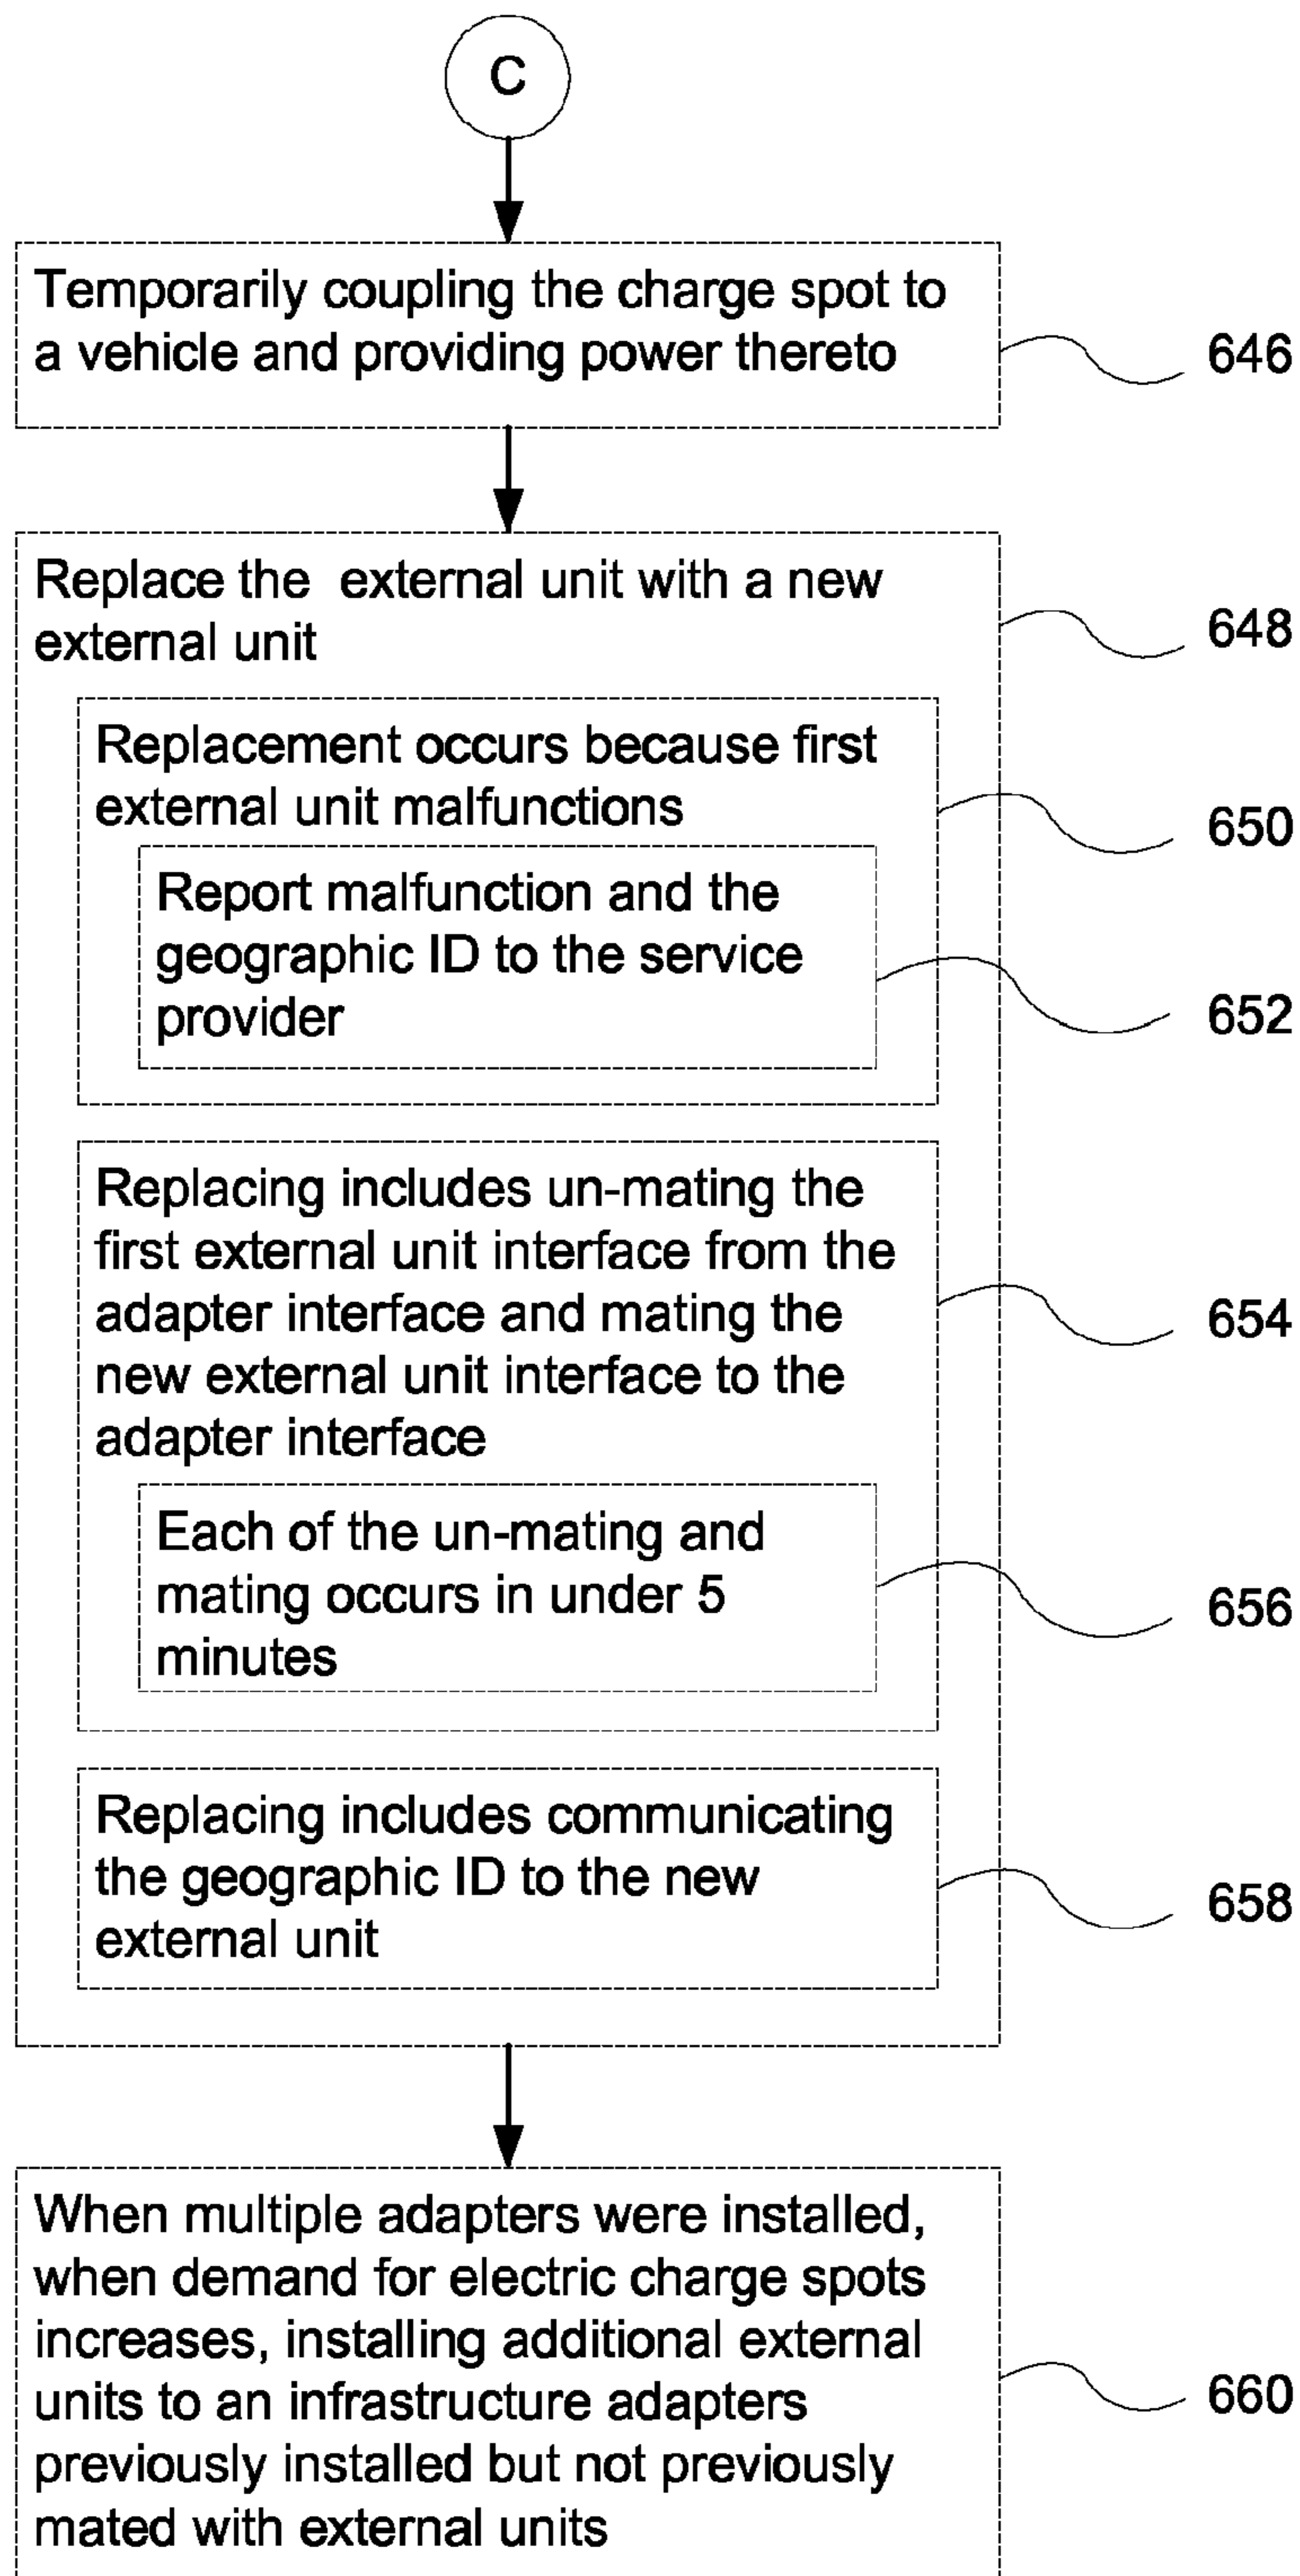 C
Temporarily coupling the charge spot to
a vehicle and providing power thereto
646
Replace the external unit with a new
external unit
648
Replacement occurs because first
external unit malfunctions
650
Report malfunction and the
geographic ID to the service
provider
652
Replacing includes un-mating the
first external unit interface from the
adapter interface and mating the
new external unit interface to the
adapter interface
654
Each of the un-mating and
mating occurs in under 5
minutes
656
Replacing includes communicating
the geographic ID to the new
external unit
658
When multiple adapters were installed,
when demand for electric charge spots
increases, installing additional external
units to an infrastructure adapters
previously installed but not previously
mated with external units
660